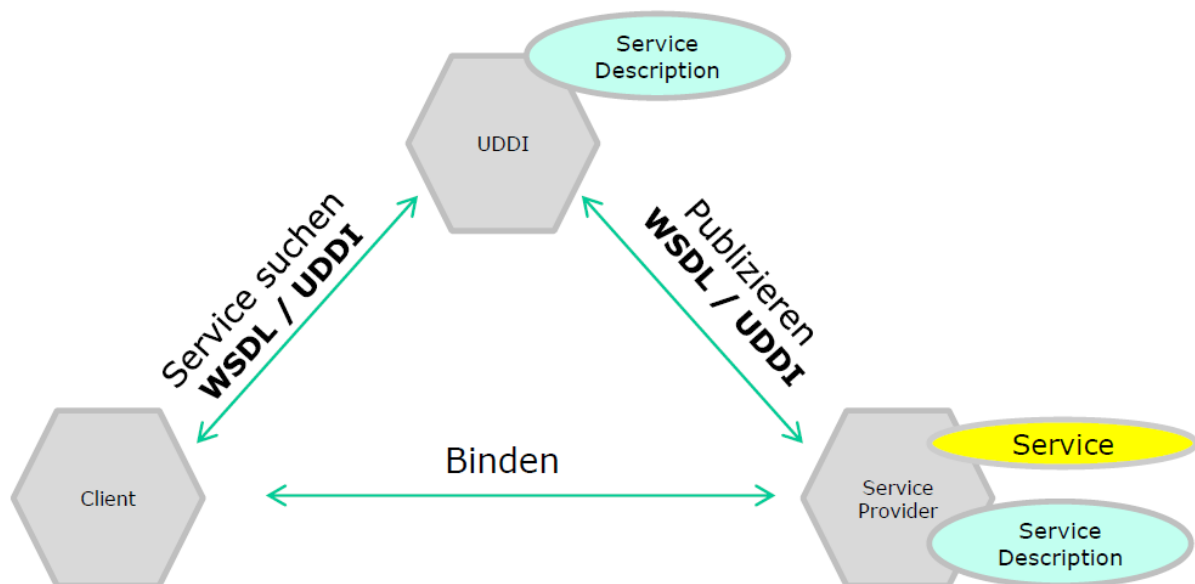 Service
Description
UDDI
Service suchen
WSDL / UDDI
Publizieren
WSDL / UDDI
Client
Binden
Service
Provider
Service
Service
Description